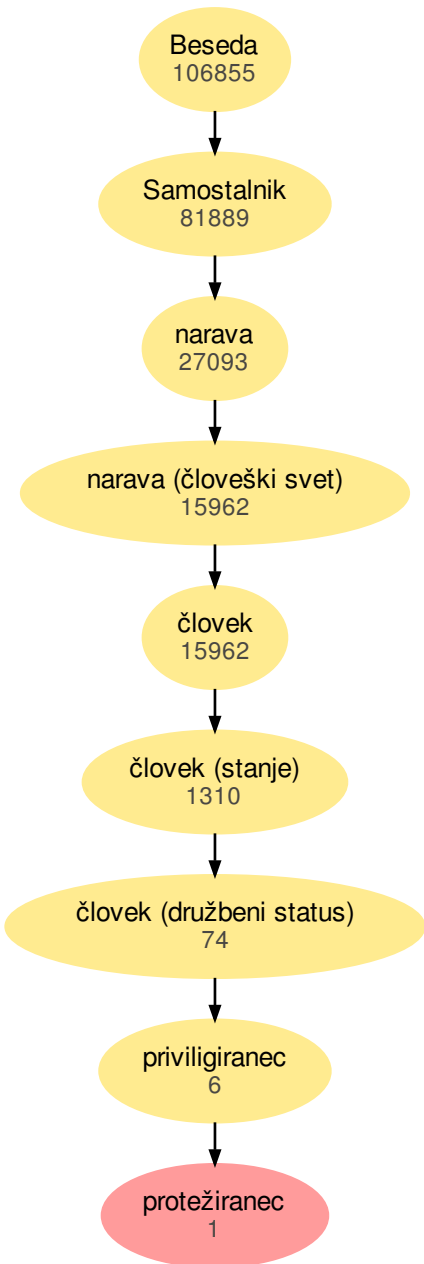 Beseda
106855
Samostalnik
81889
narava
27093
narava (človeški svet)
15962
človek
15962
človek (stanje)
1310
človek (družbeni status)
74
priviligiranec
6
protežiranec
1